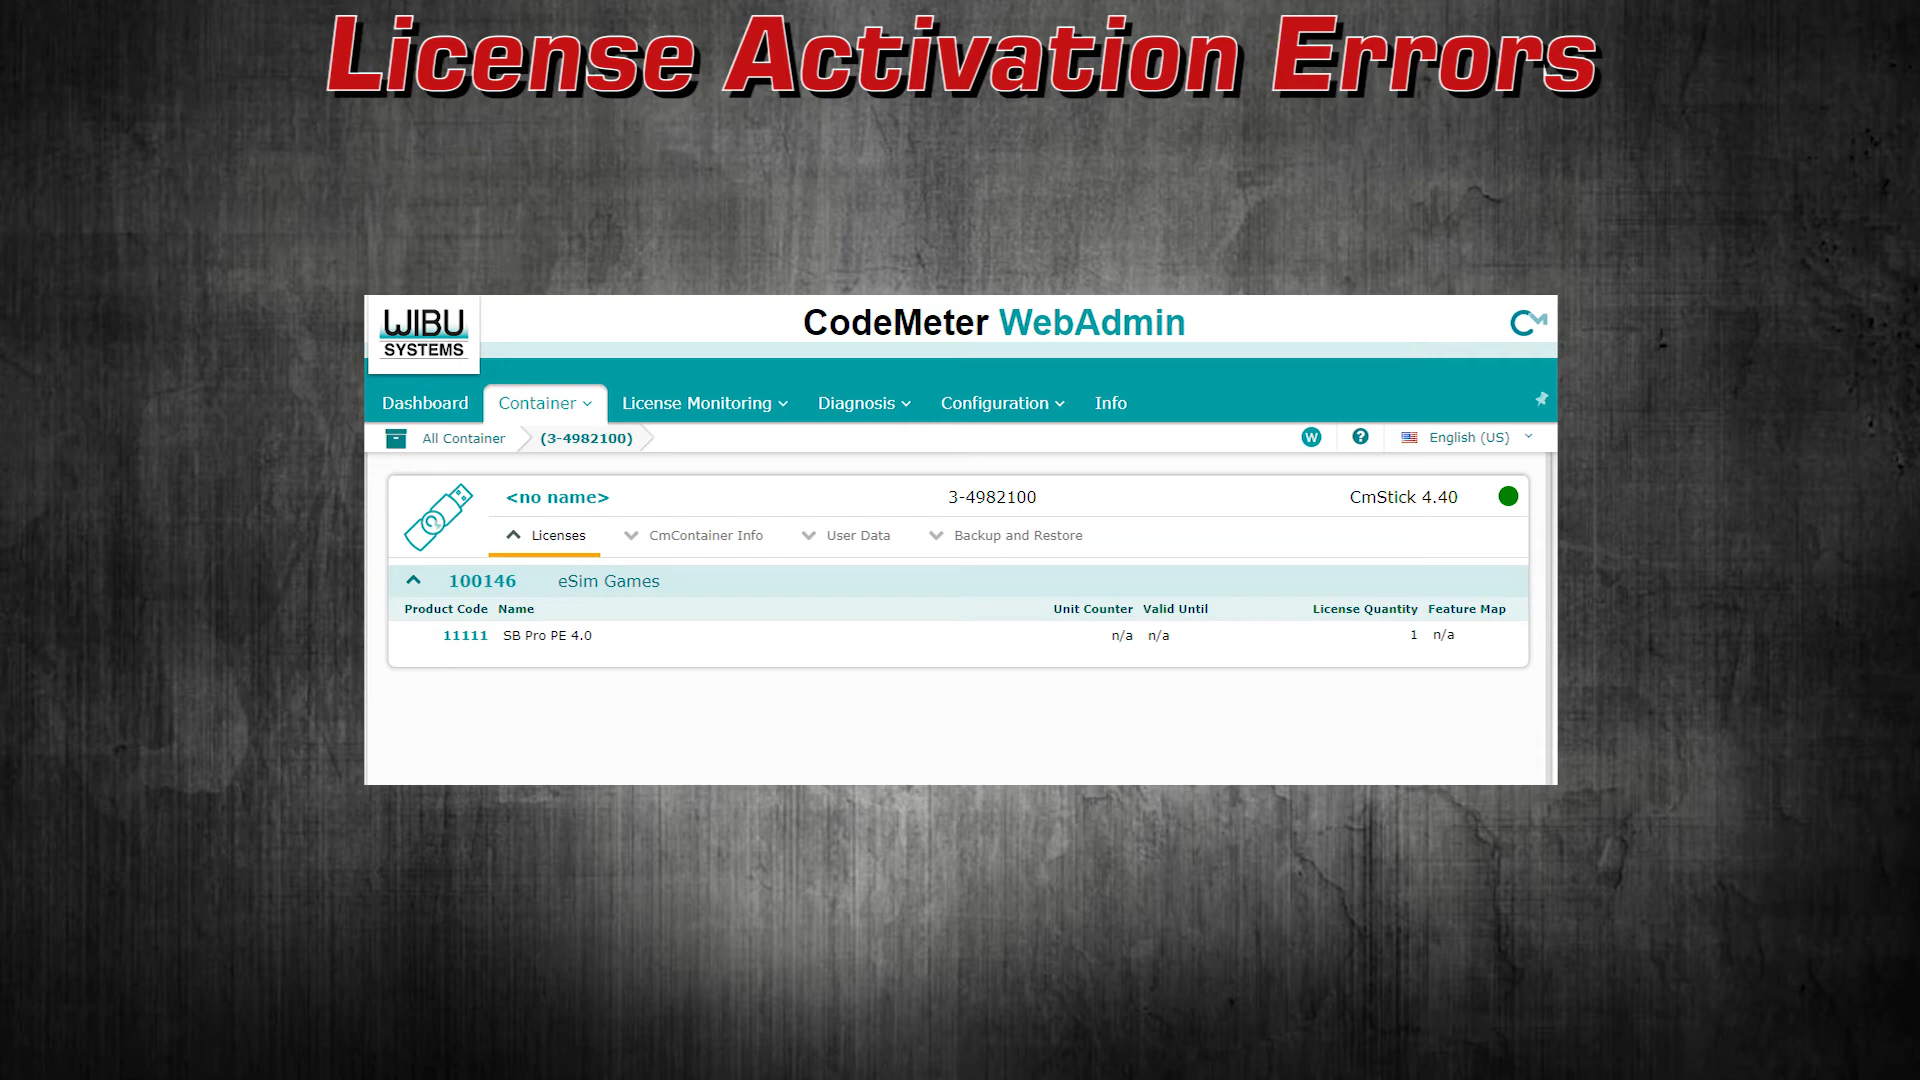 License Activation Errors
WIBU
SYSTEMS
CodeMeter WebAdmin
Dashboard Container License Monitoring Diagnosis Configuration Info
All Container (3-4982100) W ? English (US)
<no name> 3-4982100 CmStick 4.40
Licenses CmContainer Info User Data Backup and Restore
100146 eSim Games
Product Code Name Unit Counter Valid Until License Quantity Feature Map
11111 SB Pro PE 4.0 n/a n/a 1 n/a